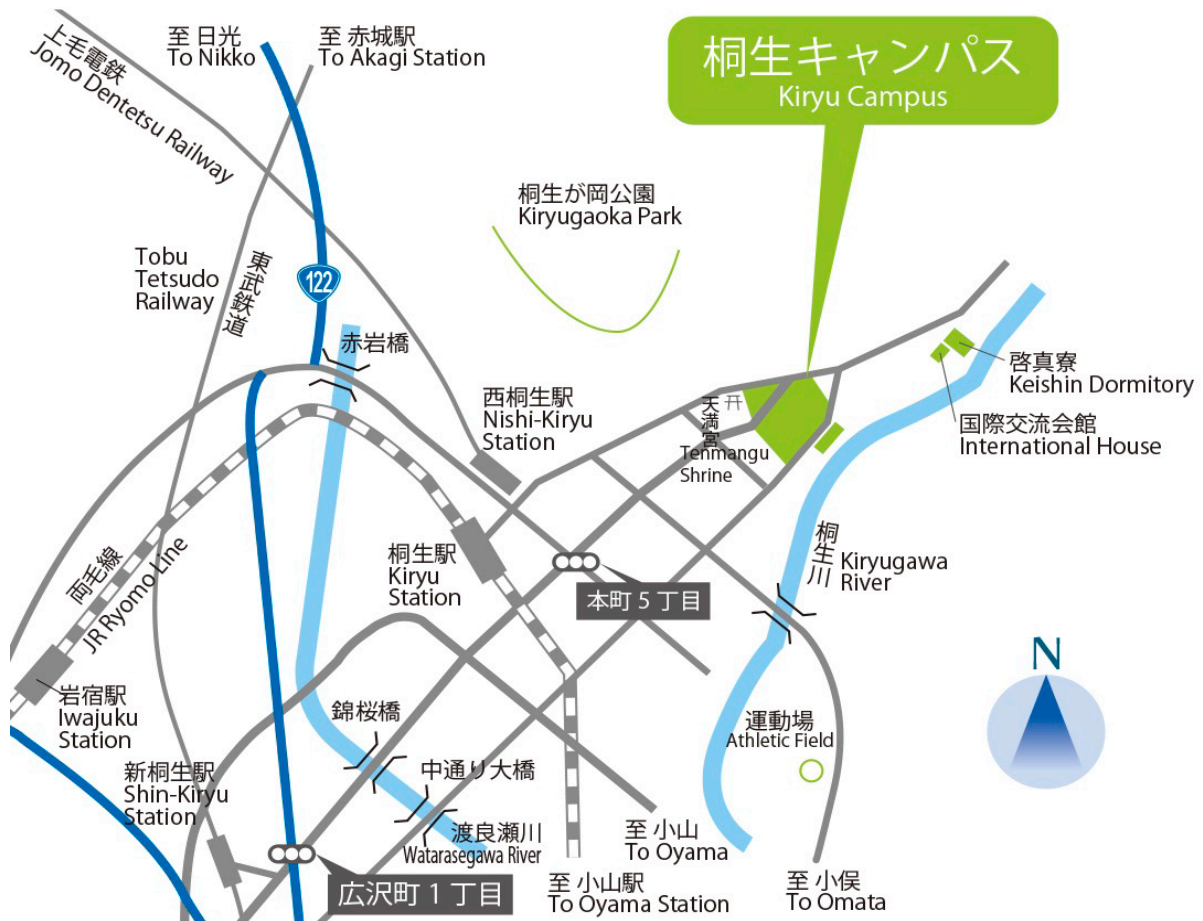 上毛電鉄
Jomo Dentetsu Railway
至 日光
To Nikko
至 赤城駅
To Akagi Station
桐生キャンパス
Kiryu Campus
桐生が岡公園
Kiryugaoka Park
Tobu
Tetsudo
Railway
東武鉄道
122
赤岩橋
西桐生駅
Nishi-Kiryu
Station
天満宮
Tenmangu
Shrine
啓真寮
Keishin Dormitory
国際交流会館
International House
両毛線
JR Ryomo Line
桐生駅
Kiryu
Station
本町5丁目
桐生川
Kiryugawa
River
N
岩宿駅
Iwajuku
Station
錦桜橋
運動場
Athletic Field
新桐生駅
Shin-Kiryu
Station
中通り大橋
渡良瀬川
Watarasegawa River
至 小山
To Oyama
広沢町1丁目
至 小山駅
To Oyama Station
至 小俣
To Omata